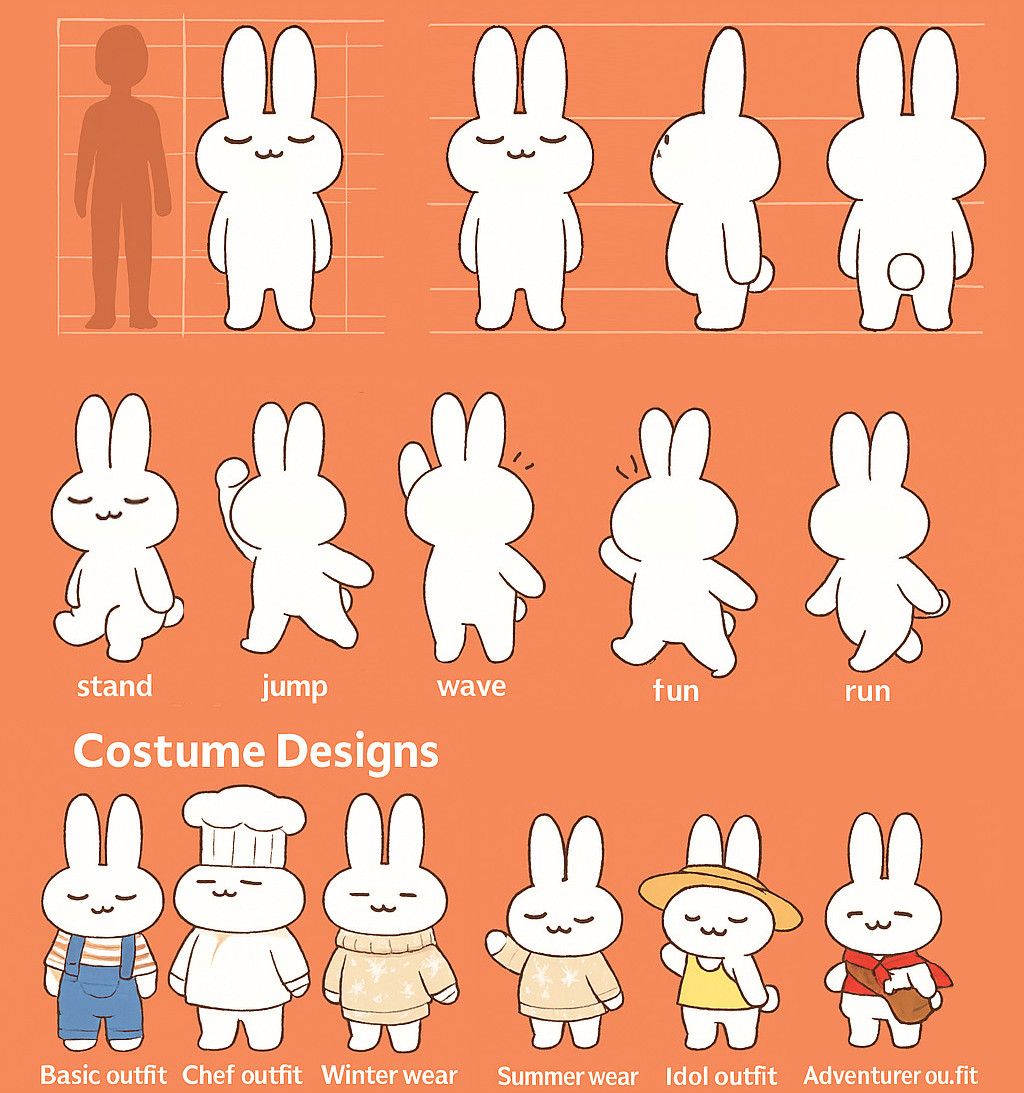 stand jump wave fun run
Costume Designs
Basic outfit Chef outfit Winter wear Summer wear Idol outfit Adventurer ou.fit